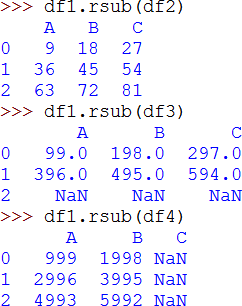 >>> df1.rsub(df2)
    A   B   C
0   9  18  27
1  36  45  54
2  63  72  81
>>> df1.rsub(df3)
       A      B      C
0   99.0  198.0  297.0
1  396.0  495.0  594.0
2    NaN    NaN    NaN
>>> df1.rsub(df4)
      A     B   C
0   999  1998 NaN
1  2996  3995 NaN
2  4993  5992 NaN